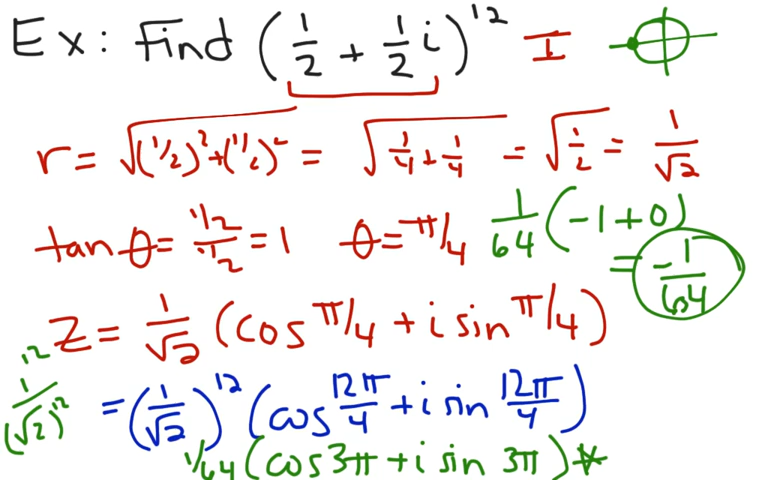 Ex: Find (1/2 + 1/2 i)^12 I
r = √((1/2)²+(1/2)²) = √(1/4+1/4) = √(1/2) = 1/√2
tan θ = 1/2 / 1/2 = 1 θ = π/4
1/64 (-1+0)
= -1/64
z = 1/√2 (cos π/4 + i sin π/4)
12
1/(√2)^12
= (1/√2)^12 (cos 12π/4 + i sin 12π/4)
1/64 (cos 3π + i sin 3π) *